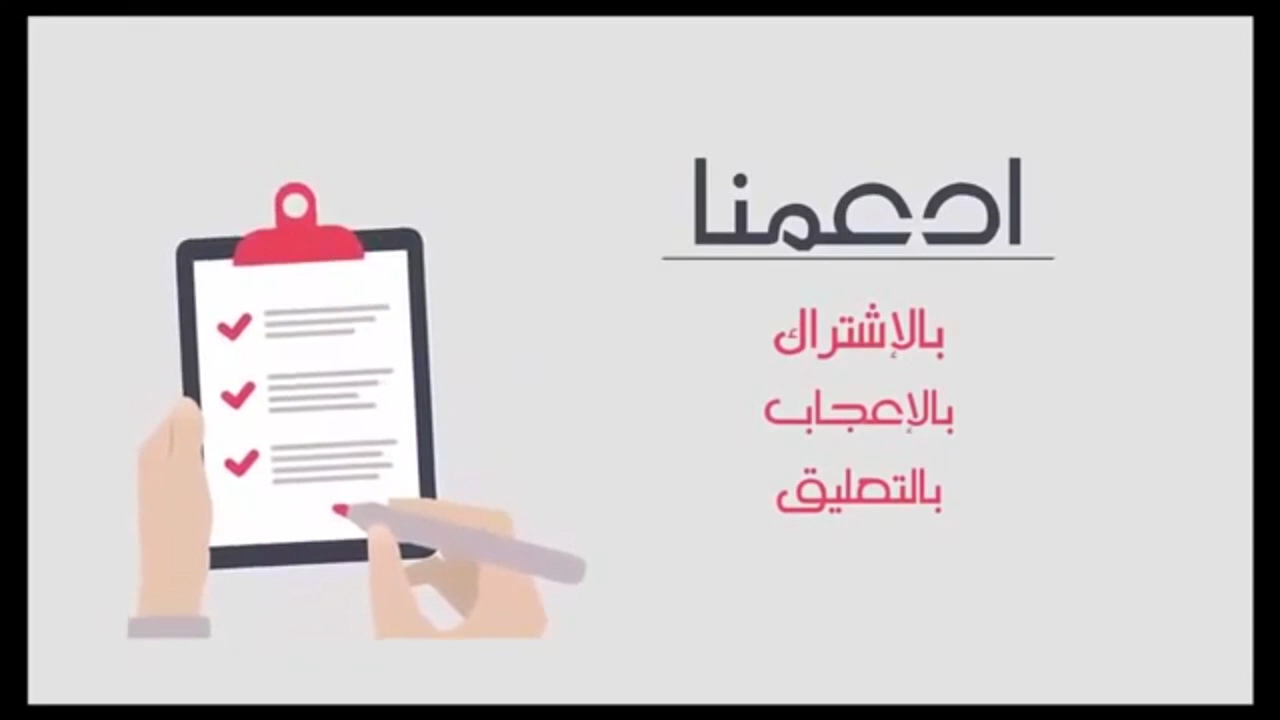 ادعمنا
بالإشتراك
بالإعجاب
بالتعليق